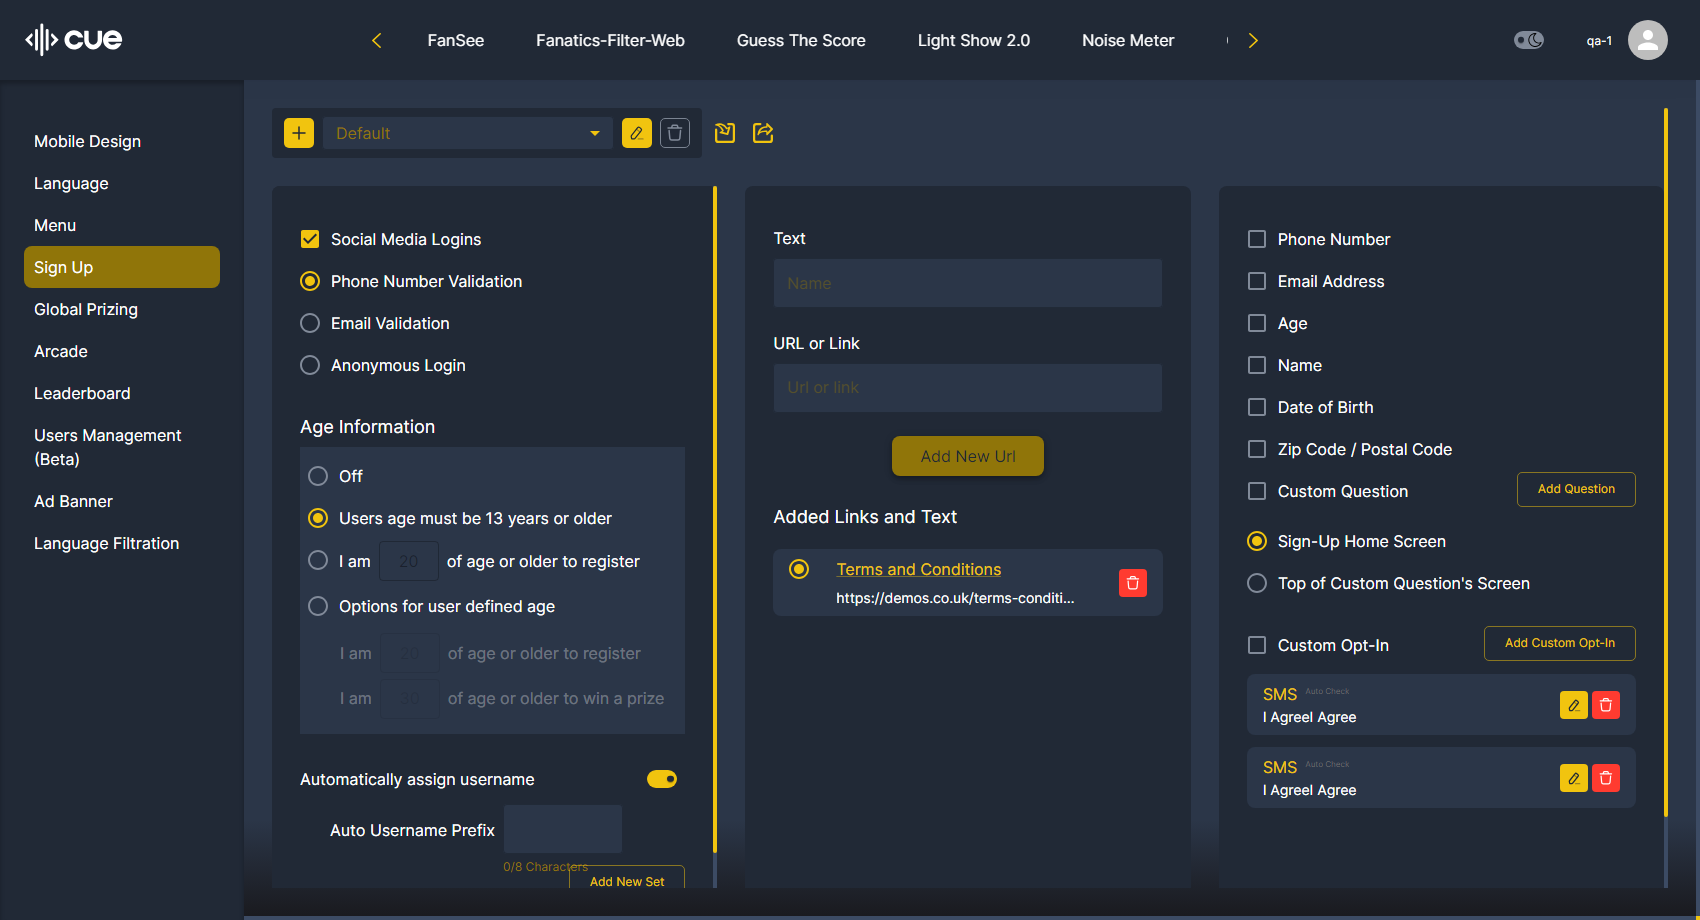 cue
FanSee
Fanatics-Filter-Web
Guess The Score
Light Show 2.0
Noise Meter
qa-1
Mobile Design
Language
Menu
Sign Up
Global Prizing
Arcade
Leaderboard
Users Management
(Beta)
Ad Banner
Language Filtration
Default
Social Media Logins
Phone Number Validation
Email Validation
Anonymous Login
Age Information
Off
Users age must be 13 years or older
I am 20 of age or older to register
Options for user defined age
I am 20 of age or older to register
I am 30 of age or older to win a prize
Automatically assign username
Auto Username Prefix
0/8 Characters
Add New Set
Text
Name
URL or Link
Url or link
Add New Url
Added Links and Text
Terms and Conditions
https://demos.co.uk/terms-conditi...
Phone Number
Email Address
Age
Name
Date of Birth
Zip Code / Postal Code
Custom Question
Add Question
Sign-Up Home Screen
Top of Custom Question's Screen
Custom Opt-In
Add Custom Opt-In
SMS Auto Check
I AgreeI Agree
SMS Auto Check
I AgreeI Agree